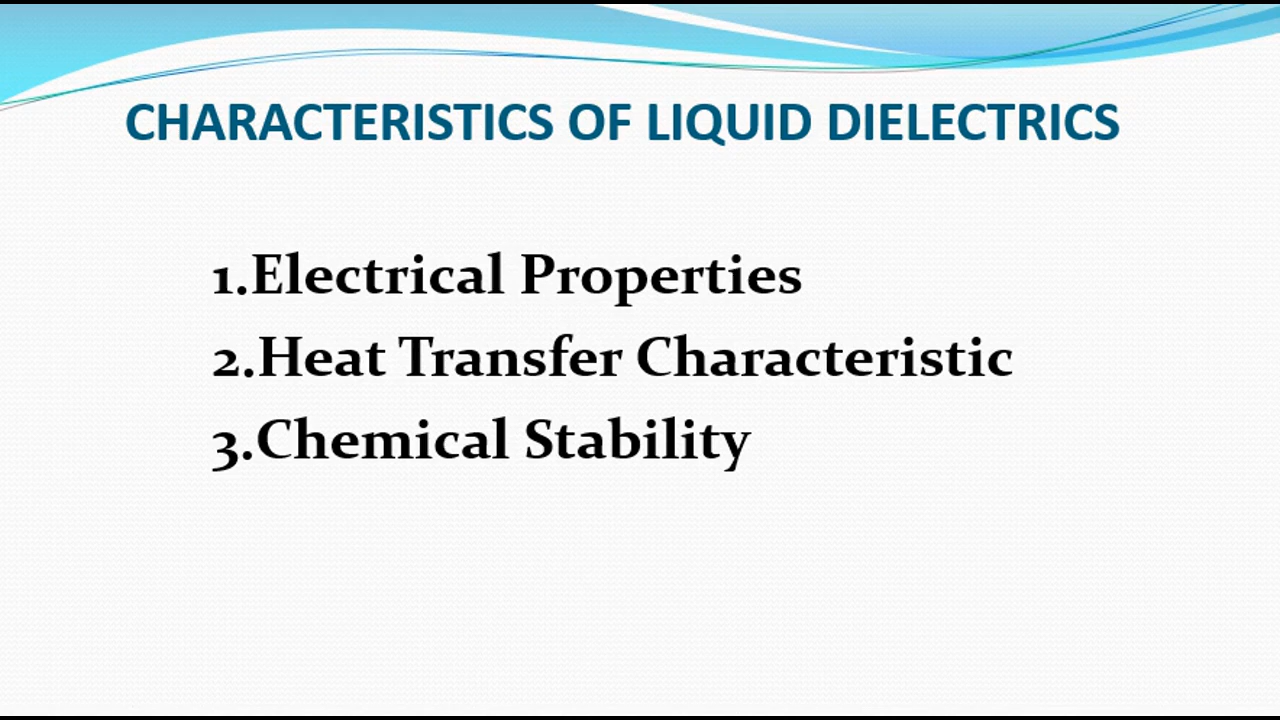 CHARACTERISTICS OF LIQUID DIELECTRICS
1.Electrical Properties
2.Heat Transfer Characteristic
3.Chemical Stability